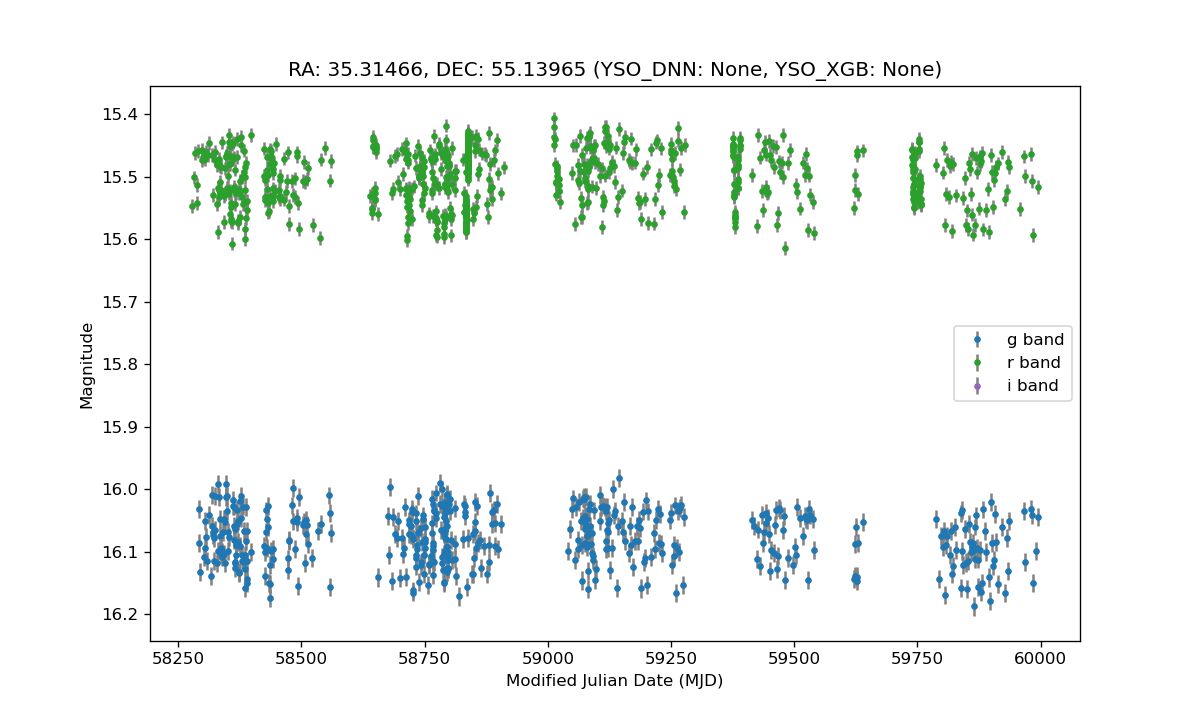 RA: 35.31466, DEC: 55.13965 (YSO_DNN: None, YSO_XGB: None)
15.4
15.5
15.6
15.7
15.8
15.9
16.0
16.1
16.2
Magnitude
g band
r band
i band
58250 58500 58750 59000 59250 59500 59750 60000
Modified Julian Date (MJD)